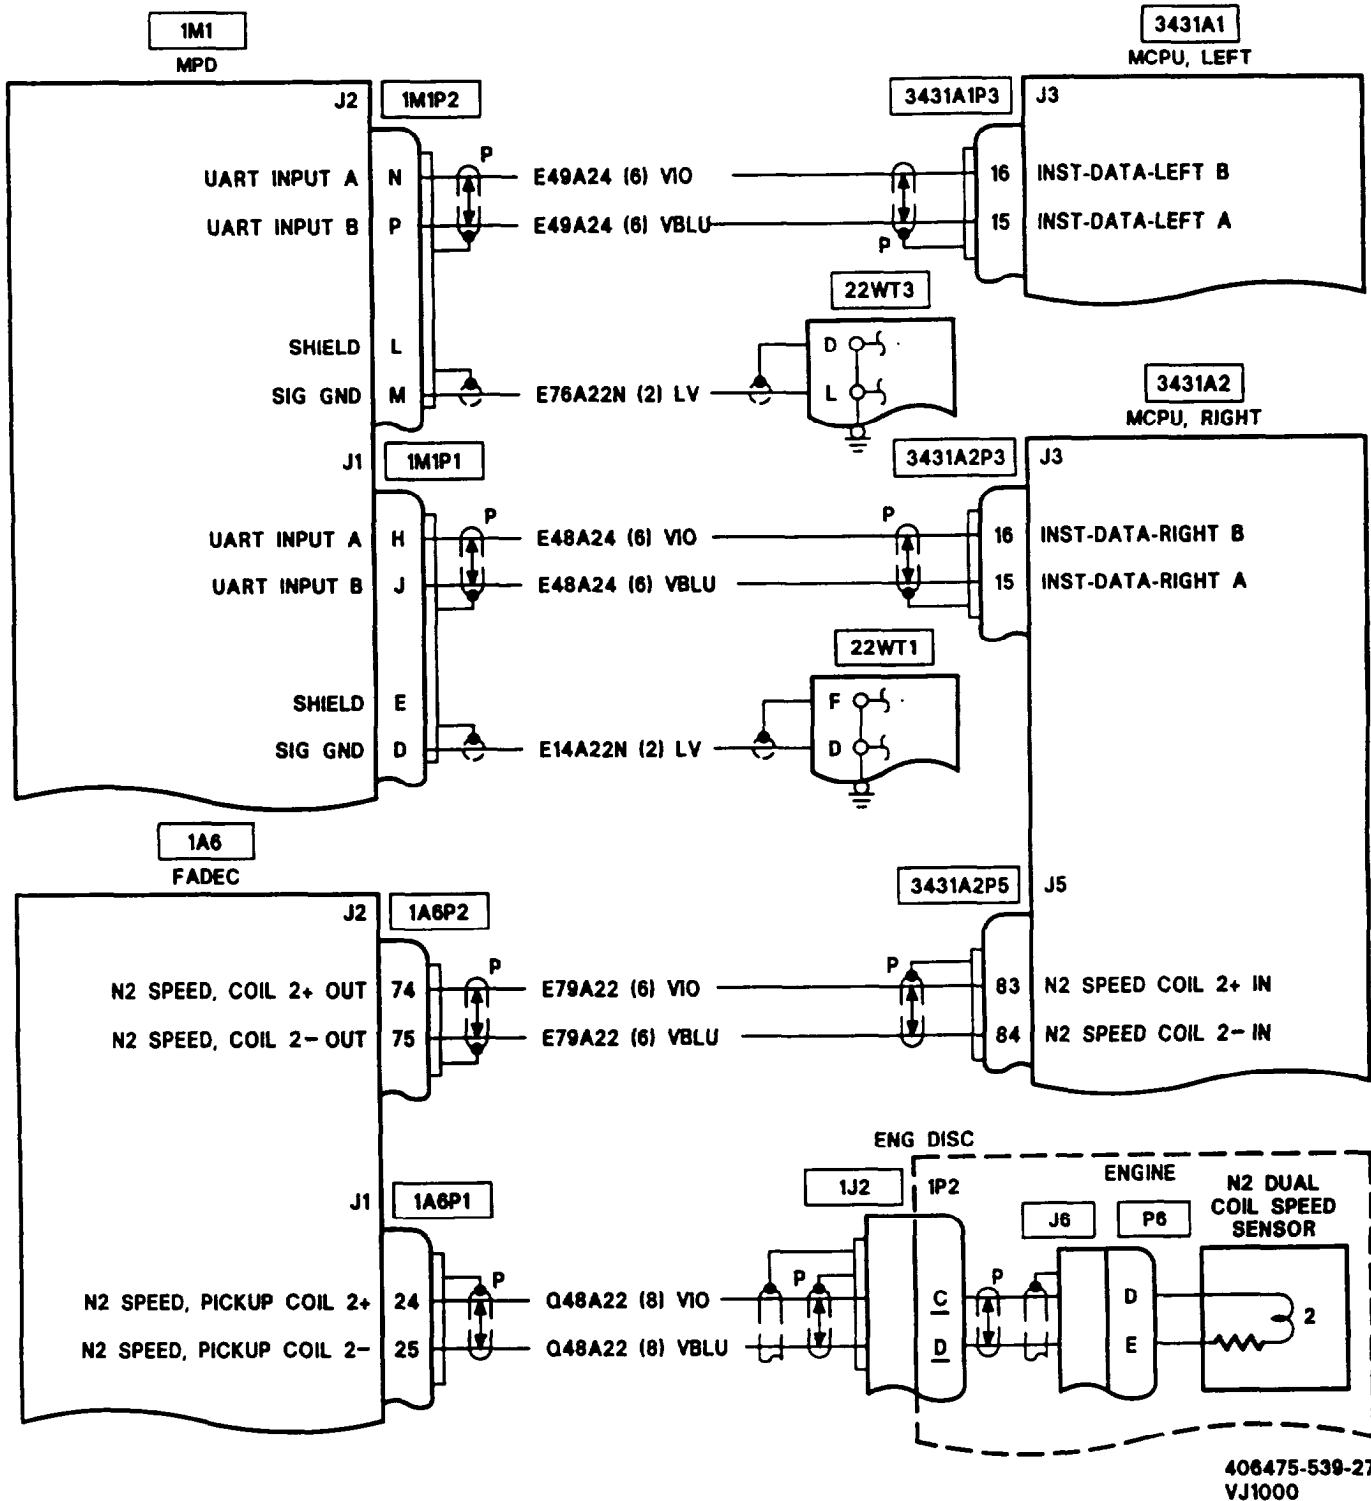 1M1
MPD
3431A1
MCPU, LEFT
J2
1M1P2
3431A1P3
J3
P
UART INPUT A N E49A24 (6) VIO 16 INST-DATA-LEFT B
UART INPUT B P E49A24 (6) VBLU 15 INST-DATA-LEFT A
P
22WT3
SHIELD L D
SIG GND M E76A22N (2) LV L
3431A2
MCPU, RIGHT
J1
1M1P1
3431A2P3
J3
P P
UART INPUT A H E48A24 (6) VIO 16 INST-DATA-RIGHT B
UART INPUT B J E48A24 (6) VBLU 15 INST-DATA-RIGHT A
22WT1
SHIELD E F
SIG GND D E14A22N (2) LV D
1A6
FADEC
J2
1A6P2
3431A2P5
J5
P P
N2 SPEED, COIL 2+ OUT 74 E79A22 (6) VIO 83 N2 SPEED COIL 2+ IN
N2 SPEED, COIL 2- OUT 75 E79A22 (6) VBLU 84 N2 SPEED COIL 2- IN
ENG DISC
J1
1A6P1
1J2
1P2
ENGINE
J6
P6
N2 DUAL
COIL SPEED
SENSOR
P P P
N2 SPEED, PICKUP COIL 2+ 24 Q48A22 (8) VIO C D 2
N2 SPEED, PICKUP COIL 2- 25 Q48A22 (8) VBLU D E
406475-539-27
VJ1000